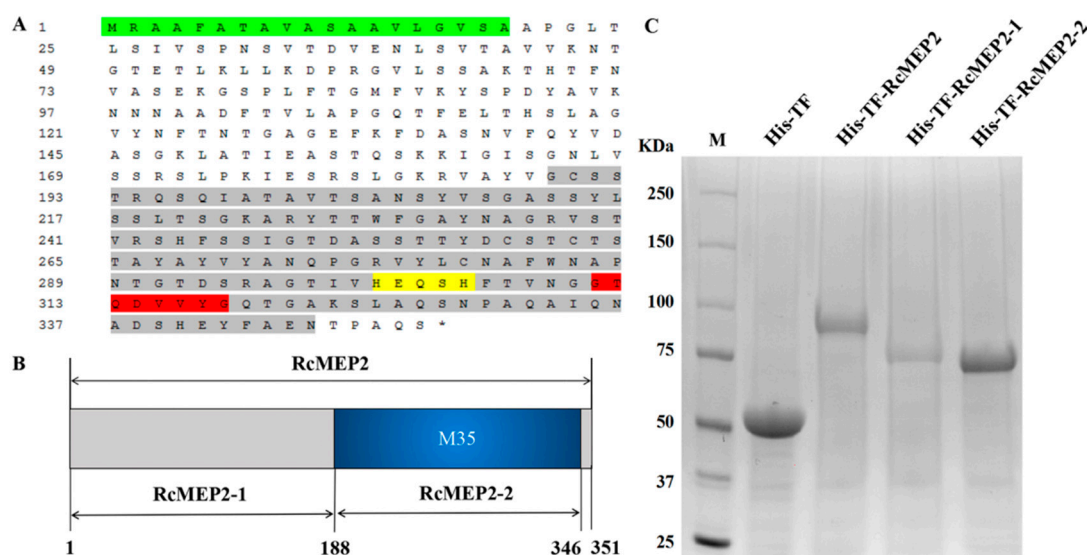 A
1 M R A A F A T A V A S A A V L G V S A A P G L T
25 L S I V S P N S V T D V E N L S V T A V V K N T
49 G T E T L K L L K D P R G V L S S A K T H T F N
73 V A S E K G S P L F T G M F V K Y S P D Y A V K
97 N N N A A D F T V L A P G Q T F E L T H S L A G
121 V Y N F T N T G A G E F K F D A S N V F Q Y V D
145 A S G K L A T I E A S T Q S K K I G I S G N L V
169 S S R S L P K I E S R S L G K R V A Y V G C S S
193 T R Q S Q I A T A V T S A N S Y V S G A S S Y L
217 S S L T S G K A R Y T T W F G A Y N A G R V S T
241 V R S H F S S I G T D A S S T T Y D C S T C T S
265 T A Y A Y V Y A N Q P G R V Y L C N A F W N A P
289 N T G T D S R A G T I V H E Q S H F T V N G G T
313 Q D V V Y G Q T G A K S L A Q S N P A Q A I Q N
337 A D S H E Y F A E N T P A Q S *
B
RcMEP2
M35
RcMEP2-1 RcMEP2-2
1 188 346 351
C
KDa M His-TF His-TF-RcMEP2 His-TF-RcMEP2-1 His-TF-RcMEP2-2
250
150
100
75
50
37
25